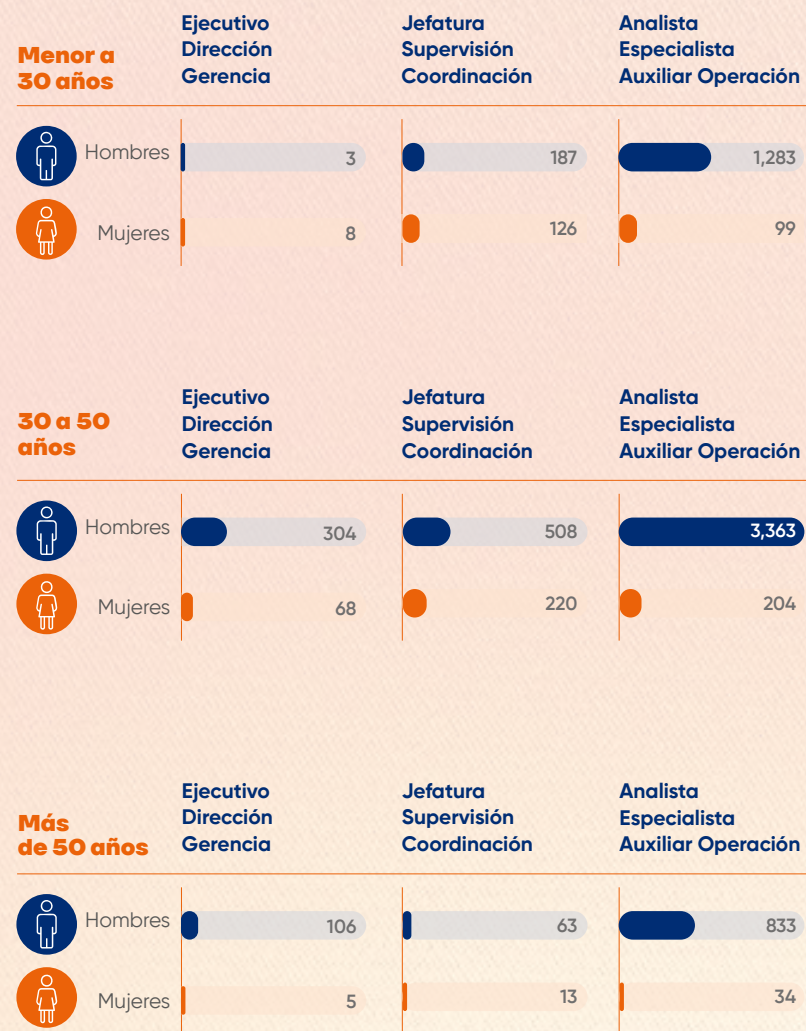 Menor a
30 años
Ejecutivo
Dirección
Gerencia
Jefatura
Supervisión
Coordinación
Analista
Especialista
Auxiliar Operación
Hombres 3 187 1,283
Mujeres 8 126 99
30 a 50
años
Ejecutivo
Dirección
Gerencia
Jefatura
Supervisión
Coordinación
Analista
Especialista
Auxiliar Operación
Hombres 304 508 3,363
Mujeres 68 220 204
Más
de 50 años
Ejecutivo
Dirección
Gerencia
Jefatura
Supervisión
Coordinación
Analista
Especialista
Auxiliar Operación
Hombres 106 63 833
Mujeres 5 13 34